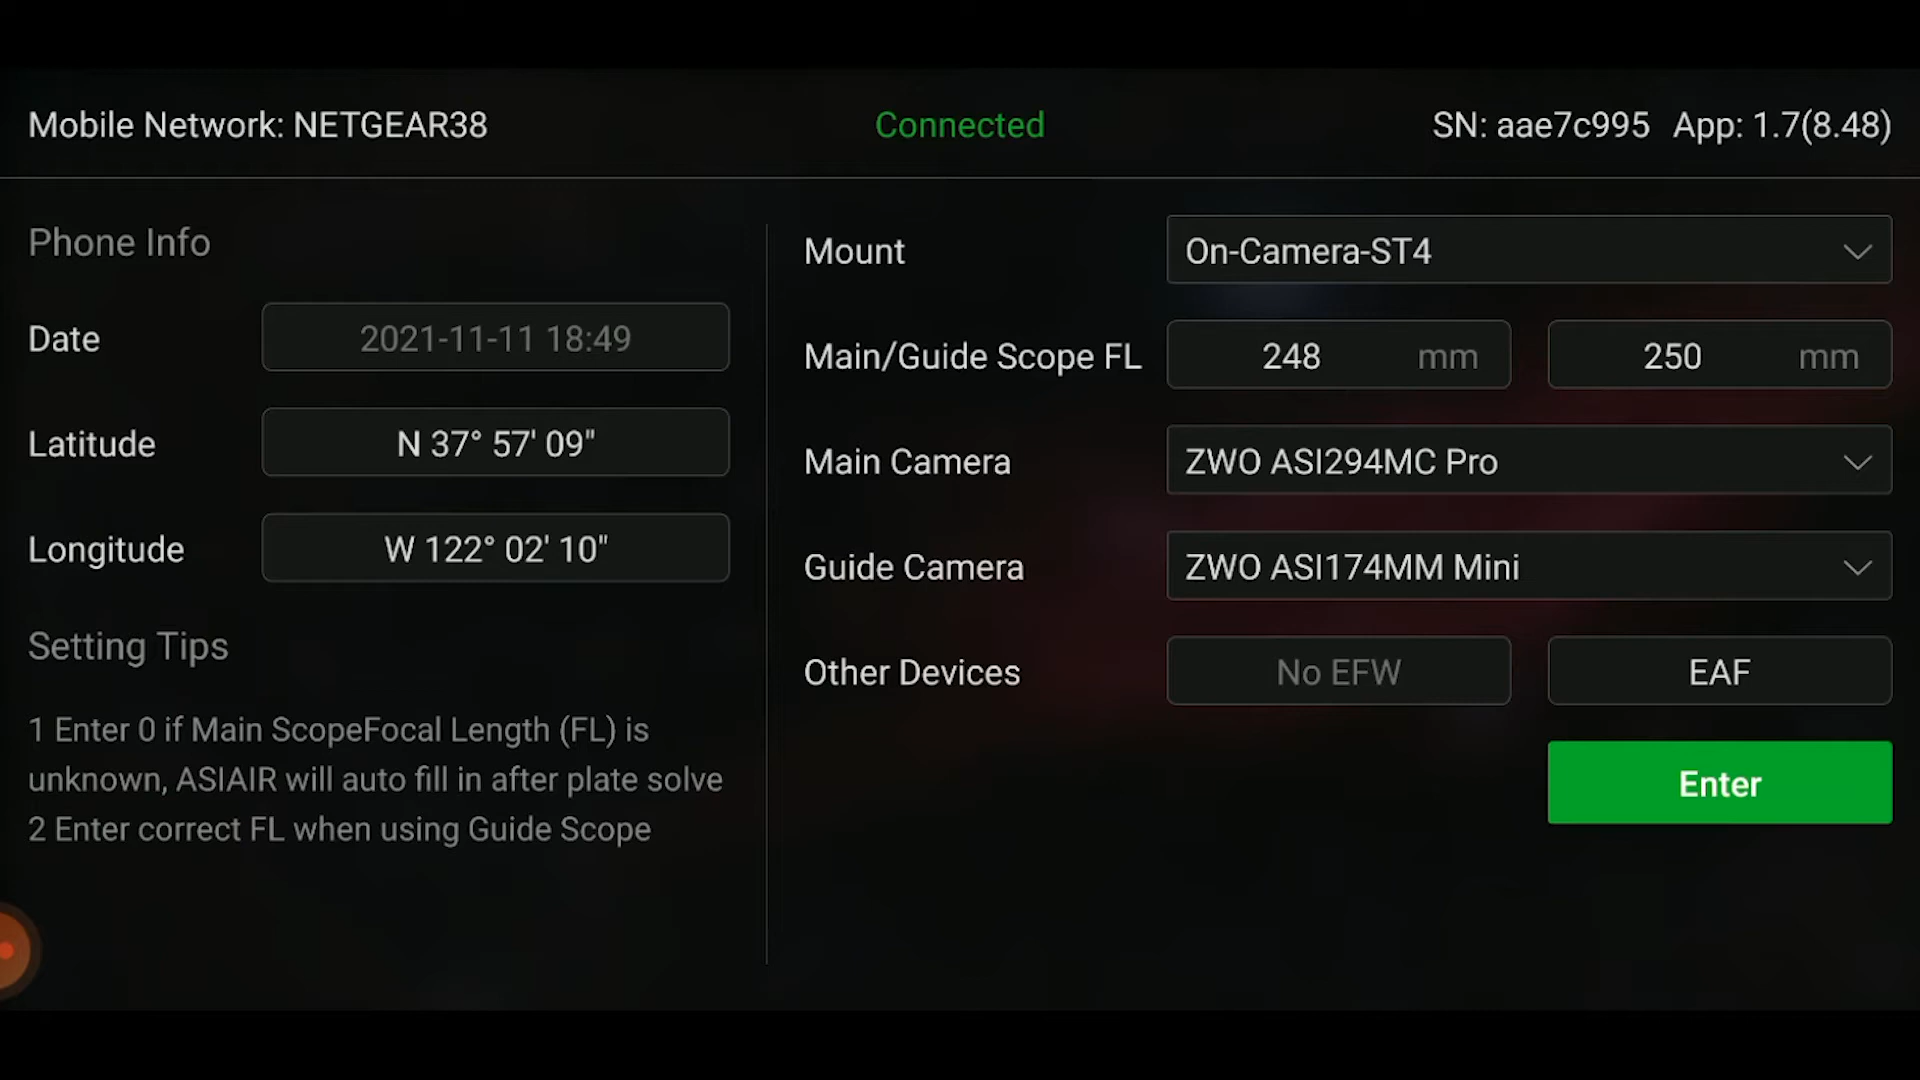 Mobile Network: NETGEAR38
Connected
SN: aae7c995 App: 1.7(8.48)
Phone Info
Date
2021-11-11 18:49
Latitude
N 37° 57' 09"
Longitude
W 122° 02' 10"
Setting Tips
1 Enter 0 if Main ScopeFocal Length (FL) is
unknown, ASIAIR will auto fill in after plate solve
2 Enter correct FL when using Guide Scope
Mount
On-Camera-ST4
Main/Guide Scope FL
248 mm
250 mm
Main Camera
ZWO ASI294MC Pro
Guide Camera
ZWO ASI174MM Mini
Other Devices
No EFW
EAF
Enter